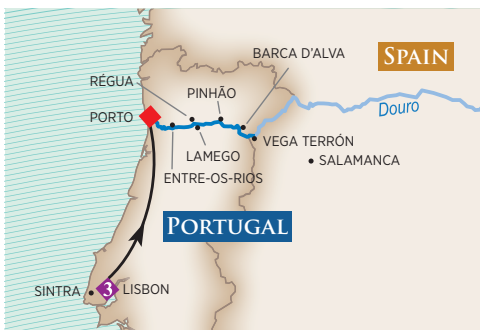 BARCA D'ALVA
SPAIN
RÉGUA
PINHÃO
Douro
PORTO
VEGA TERRÓN
LAMEGO
SALAMANCA
ENTRE-OS-RIOS
PORTUGAL
SINTRA
3
LISBON